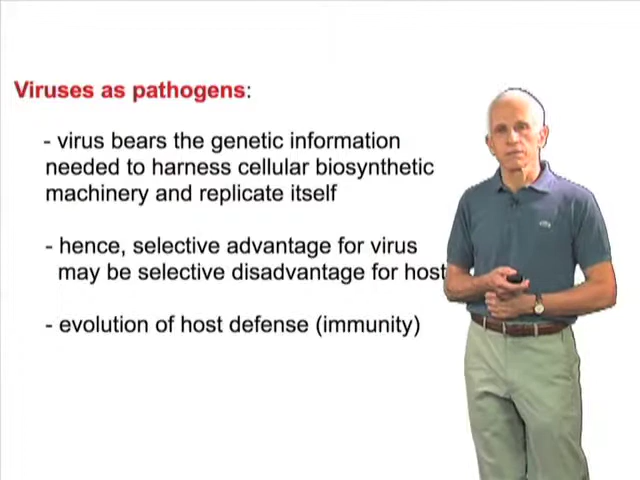 Viruses as pathogens:
- virus bears the genetic information
needed to harness cellular biosynthetic
machinery and replicate itself
- hence, selective advantage for virus
may be selective disadvantage for host
- evolution of host defense (immunity)